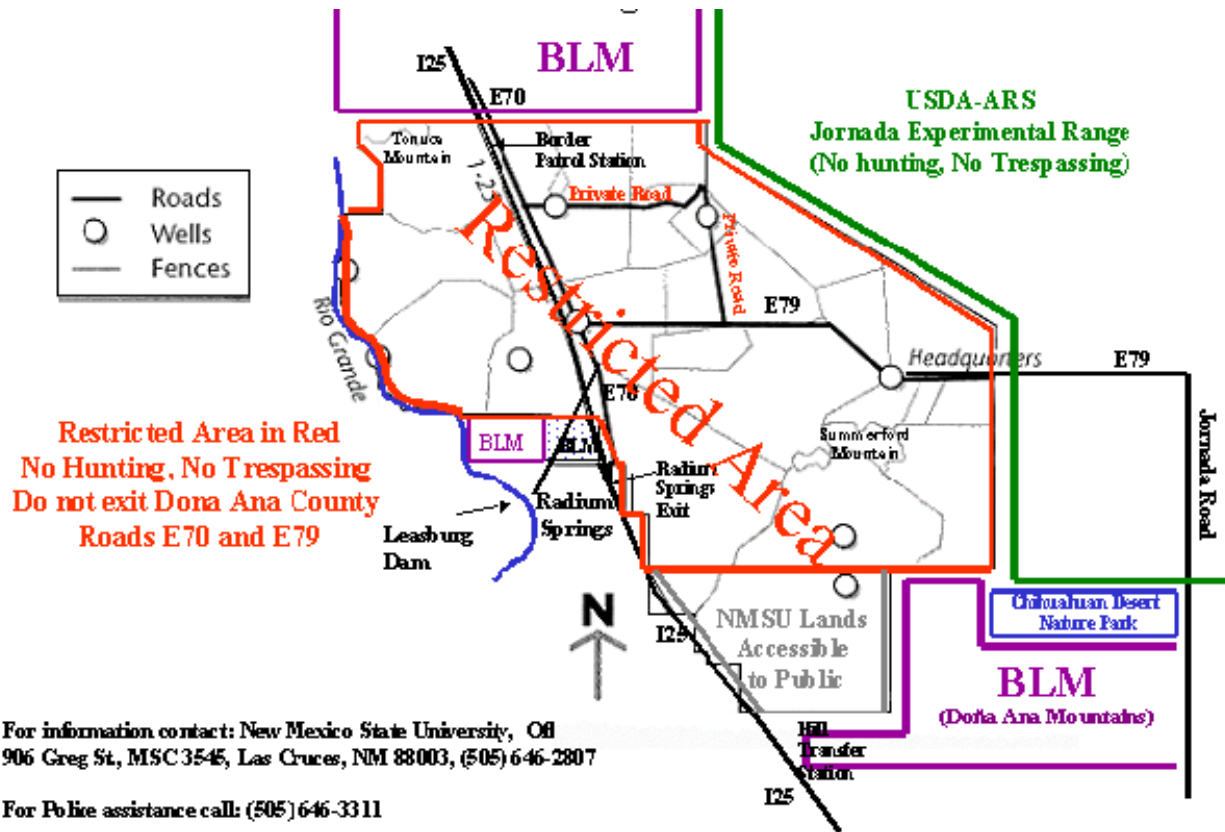 BLM
I25
E70
USDA-ARS
Jornada Experimental Range
(No hunting, No Trespassing)
Tonuca
Mountain
Border
Patrol Station
I-25
Private Road
Private Road
Roads
Wells
Fences
Restricted Area
Rio Grande
E79
Headquarters
E79
E70
Jornada Road
Restricted Area in Red
No Hunting, No Trespassing
Do not exit Dona Ana County
Roads E70 and E79
BLM
BLM
Summerford
Mountain
Radium
Springs
Exit
Radium
Springs
Leasburg
Dam
N
I25
NMSU Lands
Accessible
to Public
Chihuahuan Desert
Nature Park
BLM
(Doña Ana Mountains)
Hill
Transfer
Station
I25
For information contact: New Mexico State University,
906 Greg St., MSC 3545, Las Cruces, NM 88003, (505) 646-2807
For Police assistance call: (505) 646-3311